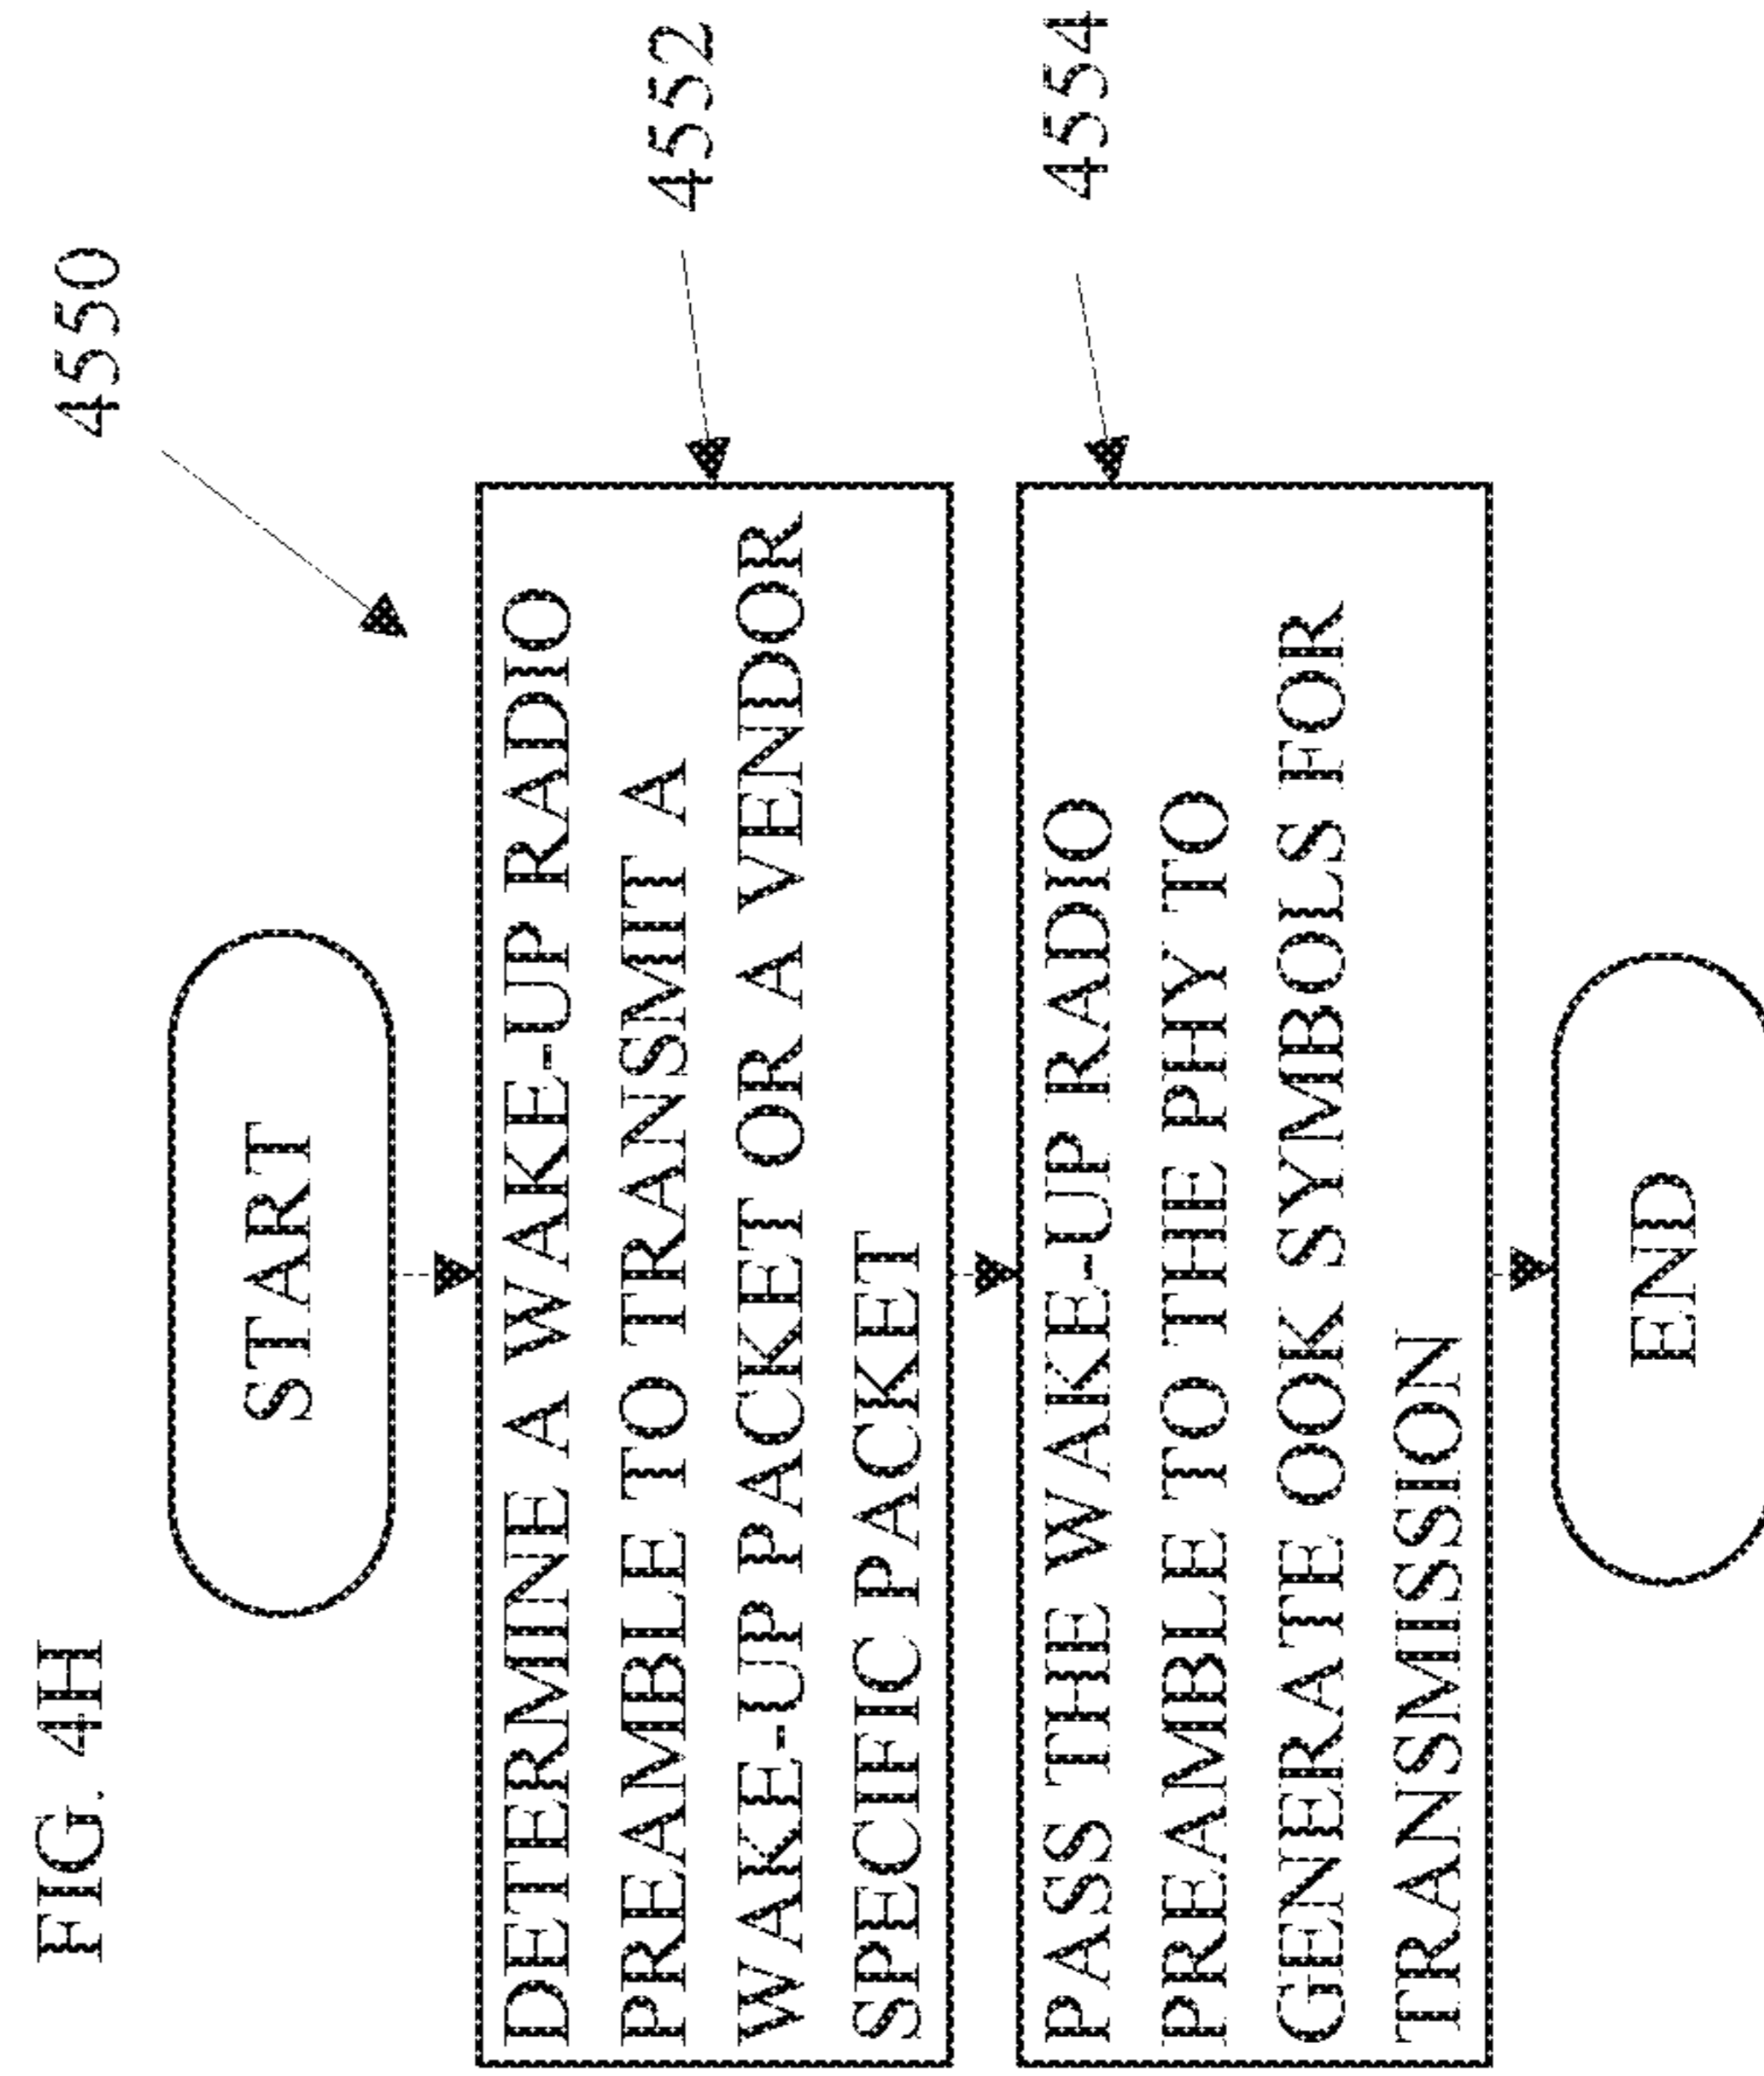 FIG. 4H
4550
START
DETERMINE A WAKE-UP RADIO
PREAMBLE TO TRANSMIT A
WAKE-UP PACKET OR A VENDOR
SPECIFIC PACKET
4552
PASS THE WAKE-UP RADIO
PREAMBLE TO THE PHY TO
GENERATE OOK SYMBOLS FOR
TRANSMISSION
4554
END